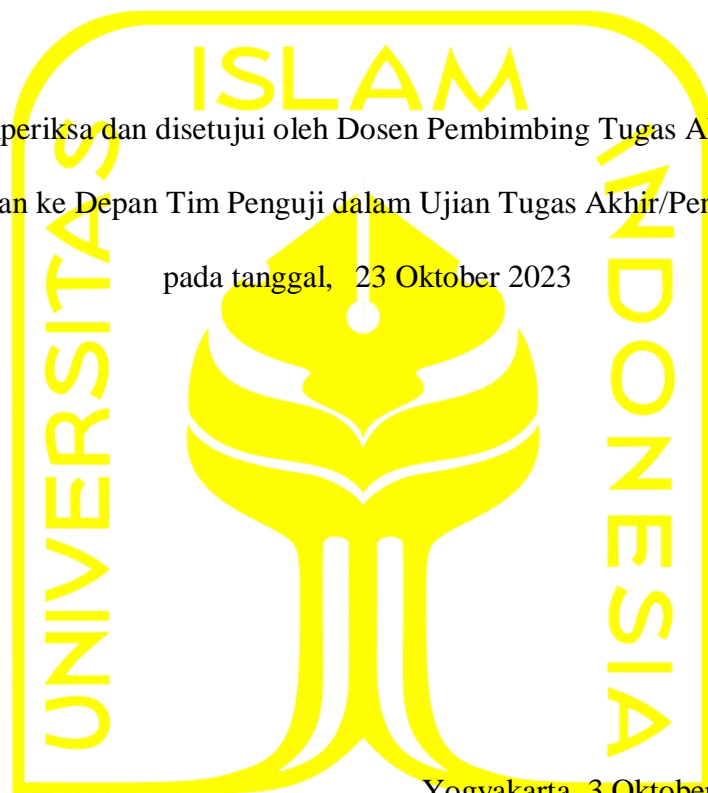 ISLAM
UNIVERSITAS
INDONESIA
periksa dan disetujui oleh Dosen Pembimbing Tugas A
an ke Depan Tim Penguji dalam Ujian Tugas Akhir/Pen
pada tanggal, 23 Oktober 2023
Yogyakarta, 3 Oktober